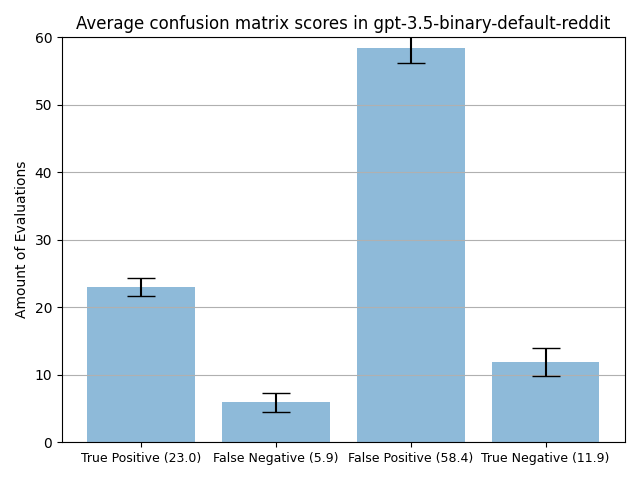 Average confusion matrix scores in gpt-3.5-binary-default-reddit
60
50
40
30
20
10
0
Amount of Evaluations
True Positive (23.0) False Negative (5.9) False Positive (58.4) True Negative (11.9)